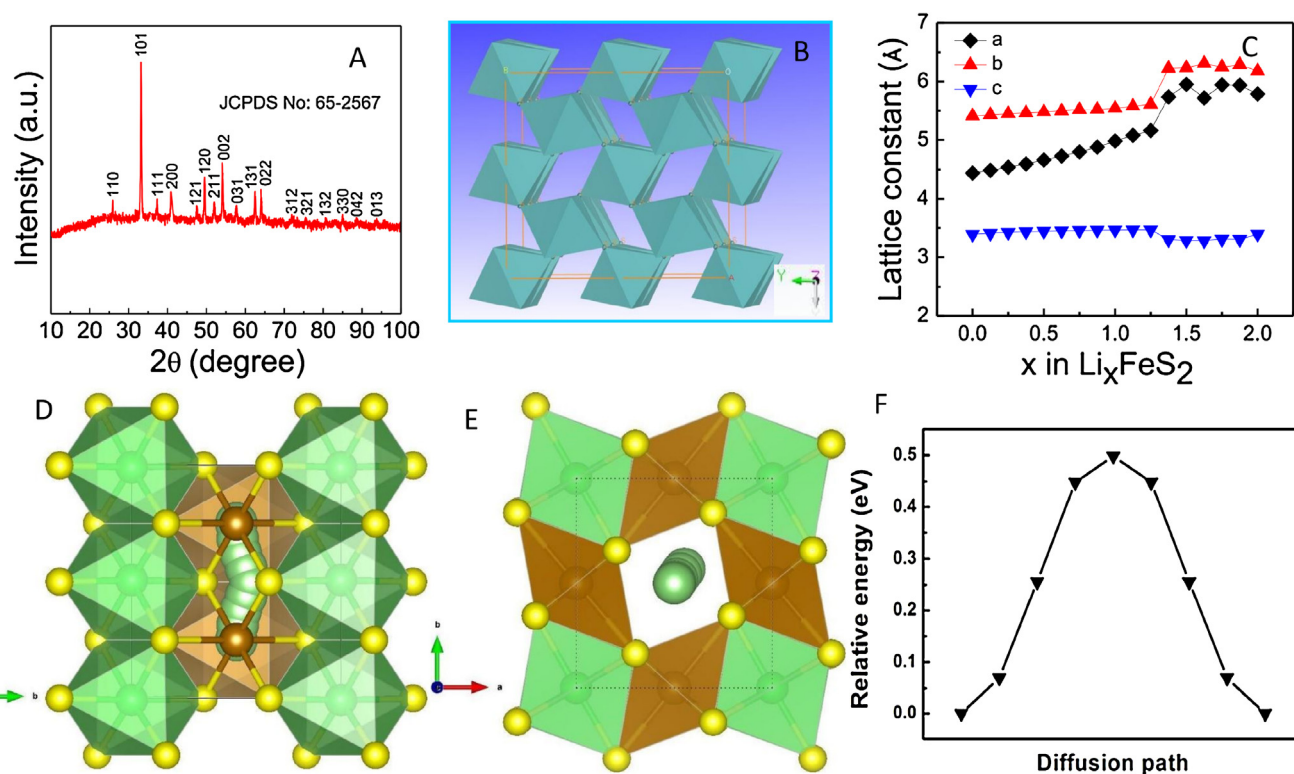 A
JCPDS No: 65-2567
Intensity (a.u.)
110
101
111
200
121
120
211
002
031
131
022
312
321
132
330
042
013
10 20 30 40 50 60 70 80 90 100
2θ (degree)
B
Y
Z
C
Lattice constant (Å)
a
b
c
7
6
5
4
3
2
0.0 0.5 1.0 1.5 2.0
x in LiₓFeS₂
D
b
b
a
E
F
Relative energy (eV)
0.5
0.4
0.3
0.2
0.1
0.0
Diffusion path